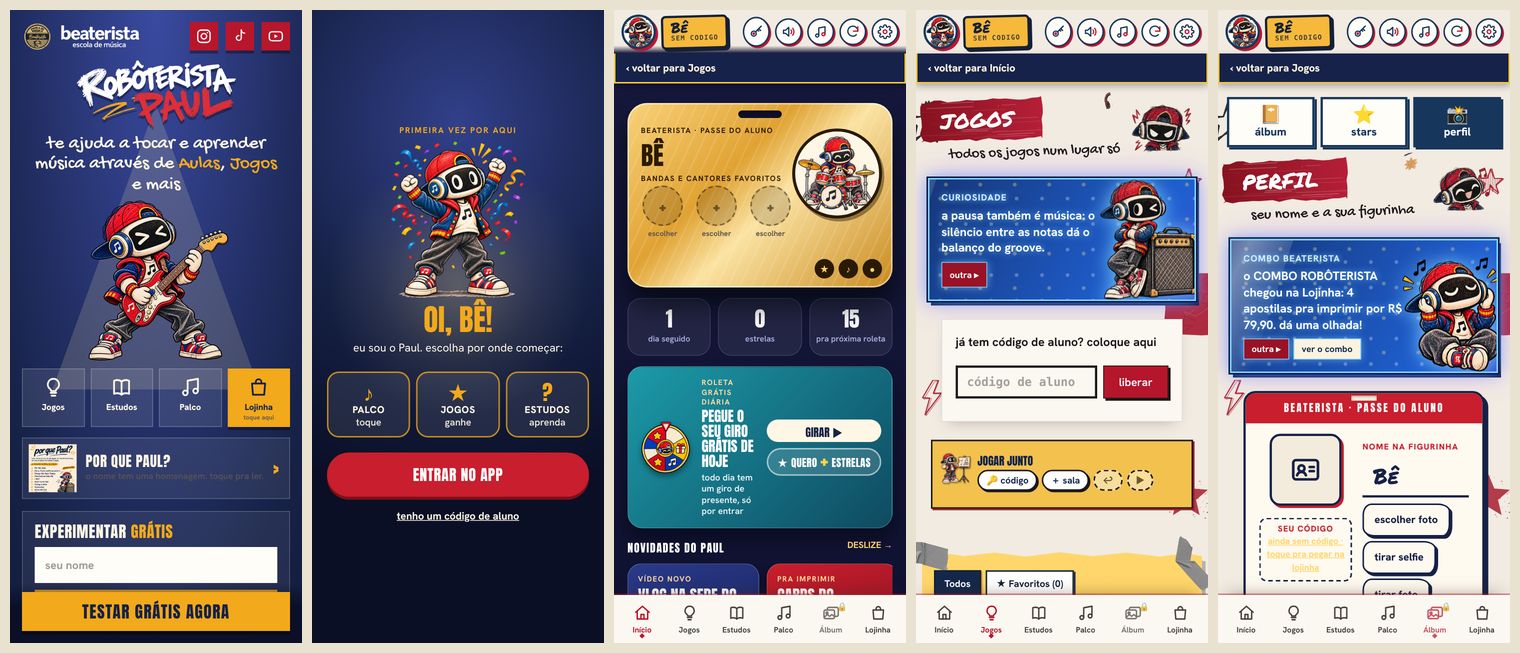 beaterista
escola de música
ROBÔTERISTA
PAUL
te ajuda a tocar e aprender
música através de Aulas, Jogos
e mais
Jogos
Estudos
Palco
Lojinha
toque aqui
por que Paul?
POR QUE PAUL?
o nome tem uma homenagem. toque pra ler.
EXPERIMENTAR GRÁTIS
seu nome
TESTAR GRÁTIS AGORA
PRIMEIRA VEZ POR AQUI
OI, BÊ!
eu sou o Paul. escolha por onde começar:
PALCO
toque
JOGOS
ganhe
? ESTUDOS
aprenda
ENTRAR NO APP
tenho um código de aluno
BÊ
SEM CODIGO
‹ voltar para Jogos
BEATERISTA · PASSE DO ALUNO
BÊ
BANDAS E CANTORES FAVORITOS
+ + +
escolher escolher escolher
1
dia seguido
0
estrelas
15
pra próxima roleta
ROLETA
GRÁTIS
DIÁRIA
PEGUE O
SEU GIRO
GRÁTIS DE
HOJE
todo dia tem
um giro de
presente, só
por entrar
GIRAR ▶
★ QUERO + ESTRELAS
NOVIDADES DO PAUL
DESLIZE →
VÍDEO NOVO
VLOG NA SEDE DO
PRA IMPRIMIR
CARDS DO
Início
Jogos
Estudos
Palco
Álbum
Lojinha
BÊ
SEM CODIGO
‹ voltar para Início
JOGOS
todos os jogos num lugar só
CURIOSIDADE
a pausa também é música: o
silêncio entre as notas dá o
balanço do groove.
outra ▸
já tem código de aluno? coloque aqui
código de aluno
liberar
JOGAR JUNTO
código
+ sala
Todos
★ Favoritos (0)
Início
Jogos
Estudos
Palco
Álbum
Lojinha
BÊ
SEM CODIGO
‹ voltar para Jogos
álbum
stars
perfil
PERFIL
seu nome e a sua figurinha
COMBO BEATERISTA
o COMBO ROBÔTERISTA
chegou na Lojinha: 4
apostilas pra imprimir por R$
79,90. dá uma olhada!
outra ▸
ver o combo
BEATERISTA · PASSE DO ALUNO
NOME NA FIGURINHA
BÊ
SEU CÓDIGO
ainda sem código ·
toque pra pegar na
lojinha
escolher foto
tirar selfie
tirar foto
Início
Jogos
Estudos
Palco
Álbum
Lojinha